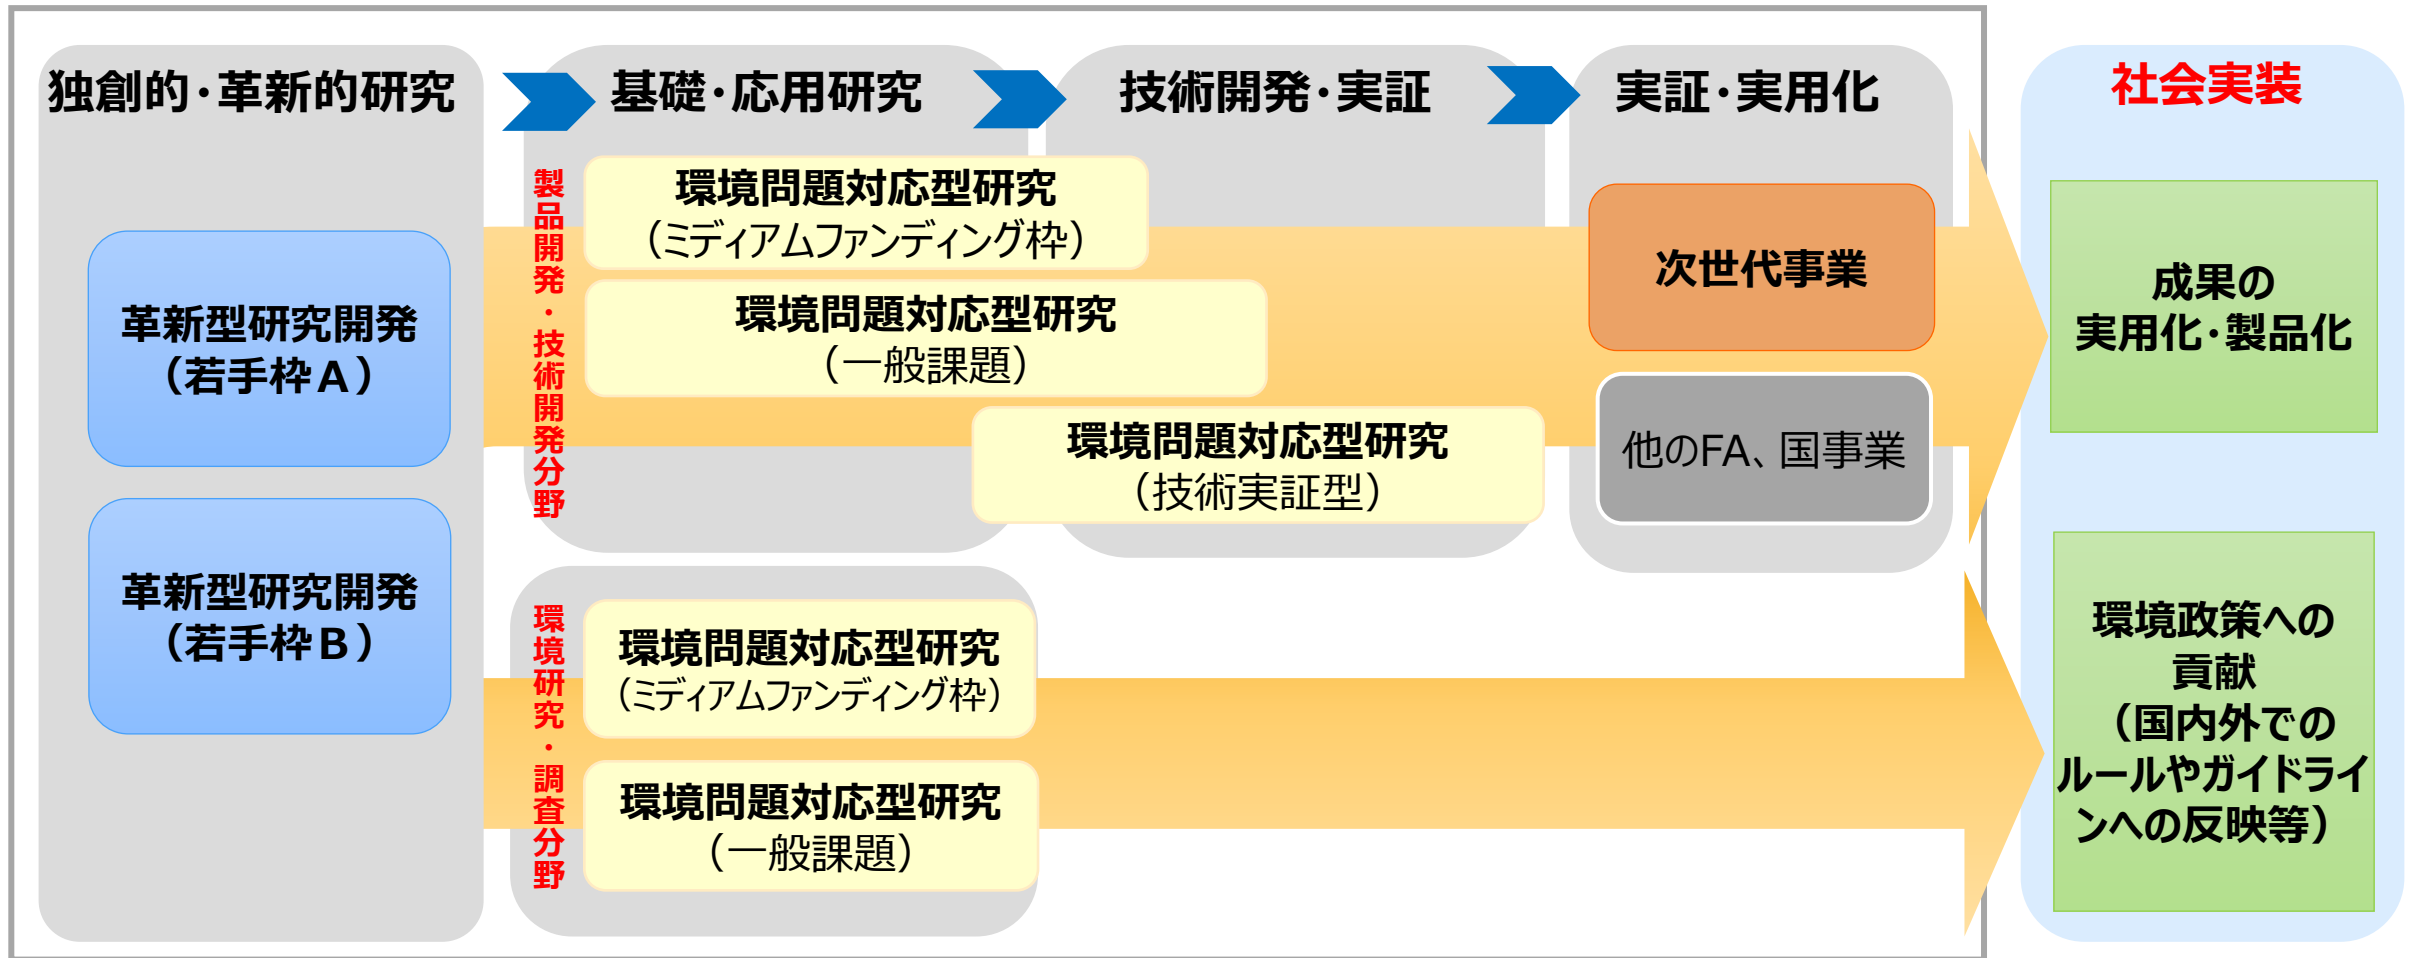 独創的・革新的研究
基礎・応用研究
技術開発・実証
実証・実用化
社会実装
革新型研究開発
（若手枠Ａ）
革新型研究開発
（若手枠Ｂ）
製品開発・技術開発分野
環境問題対応型研究
（ミディアムファンディング枠）
環境問題対応型研究
（一般課題）
環境問題対応型研究
（技術実証型）
次世代事業
他のFA、国事業
成果の
実用化・製品化
環境研究・調査分野
環境問題対応型研究
（ミディアムファンディング枠）
環境問題対応型研究
（一般課題）
環境政策への
貢献
（国内外での
ルールやガイドライ
ンへの反映等）